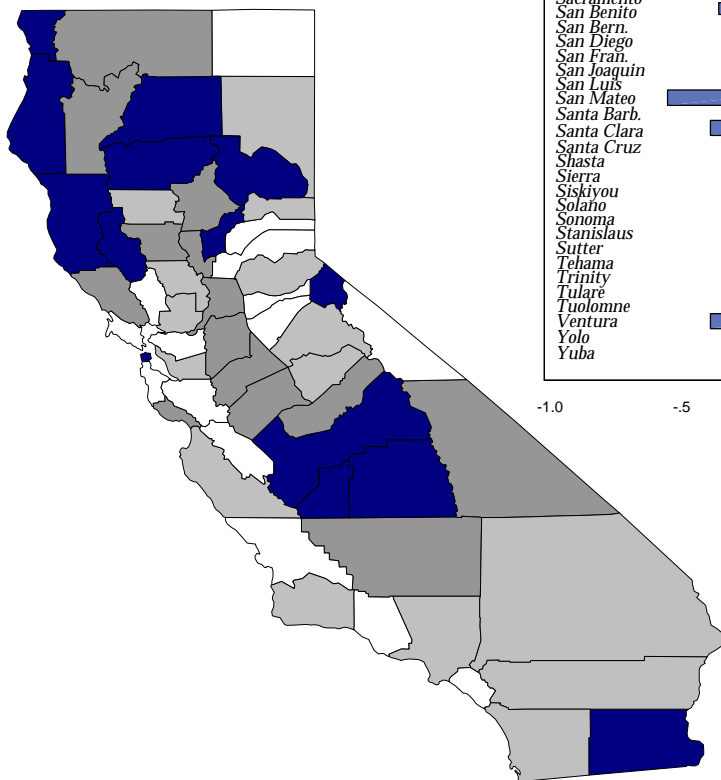 Sacramento
San Benito
San Bern.
San Diego
San Fran.
San Joaquin
San Luis
San Mateo
Santa Barb.
Santa Clara
Santa Cruz
Shasta
Sierra
Siskiyou
Solano
Sonoma
Stanislaus
Sutter
Tehama
Trinity
Tulare
Tuolomne
Ventura
Yolo
Yuba
-1.0 -.5